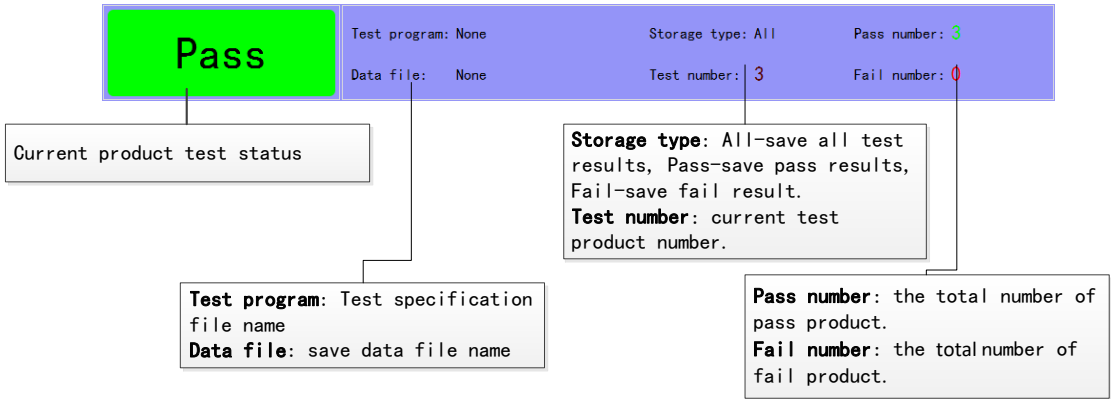 Pass
Test program: None
Storage type: All
Pass number: 3
Data file: None
Test number: 3
Fail number: 0
Current product test status
Storage type: All-save all test
results, Pass-save pass results,
Fail-save fail result.
Test number: current test
product number.
Test program: Test specification
file name
Data file: save data file name
Pass number: the total number of
pass product.
Fail number: the total number of
fail product.